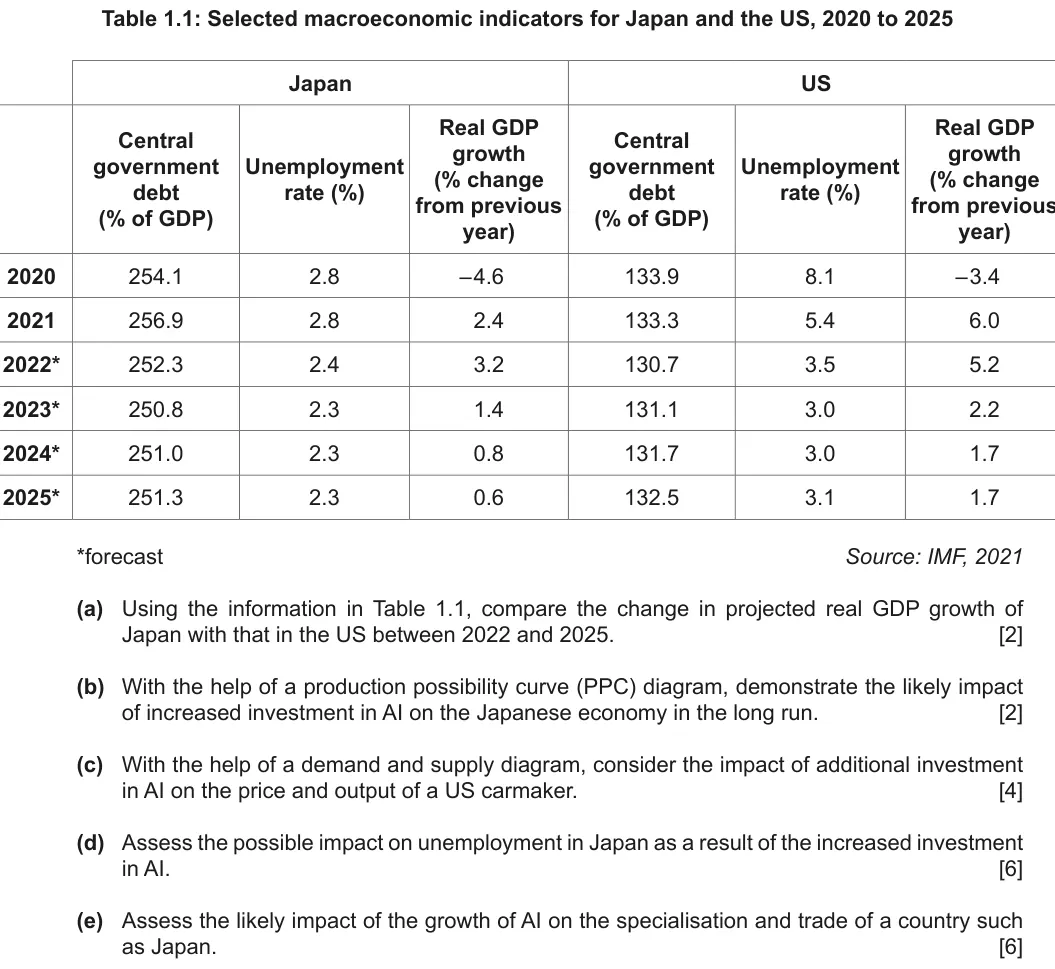 Table 1.1: Selected macroeconomic indicators for Japan and the US, 2020 to 2025
Japan US
Central government debt (% of GDP) Unemployment rate (%) Real GDP growth (% change from previous year) Central government debt (% of GDP) Unemployment rate (%) Real GDP growth (% change from previous year)
2020 254.1 2.8 –4.6 133.9 8.1 –3.4
2021 256.9 2.8 2.4 133.3 5.4 6.0
2022* 252.3 2.4 3.2 130.7 3.5 5.2
2023* 250.8 2.3 1.4 131.1 3.0 2.2
2024* 251.0 2.3 0.8 131.7 3.0 1.7
2025* 251.3 2.3 0.6 132.5 3.1 1.7
*forecast Source: IMF, 2021
(a) Using the information in Table 1.1, compare the change in projected real GDP growth of
Japan with that in the US between 2022 and 2025. [2]
(b) With the help of a production possibility curve (PPC) diagram, demonstrate the likely impact
of increased investment in AI on the Japanese economy in the long run. [2]
(c) With the help of a demand and supply diagram, consider the impact of additional investment
in AI on the price and output of a US carmaker. [4]
(d) Assess the possible impact on unemployment in Japan as a result of the increased investment
in AI. [6]
(e) Assess the likely impact of the growth of AI on the specialisation and trade of a country such
as Japan. [6]